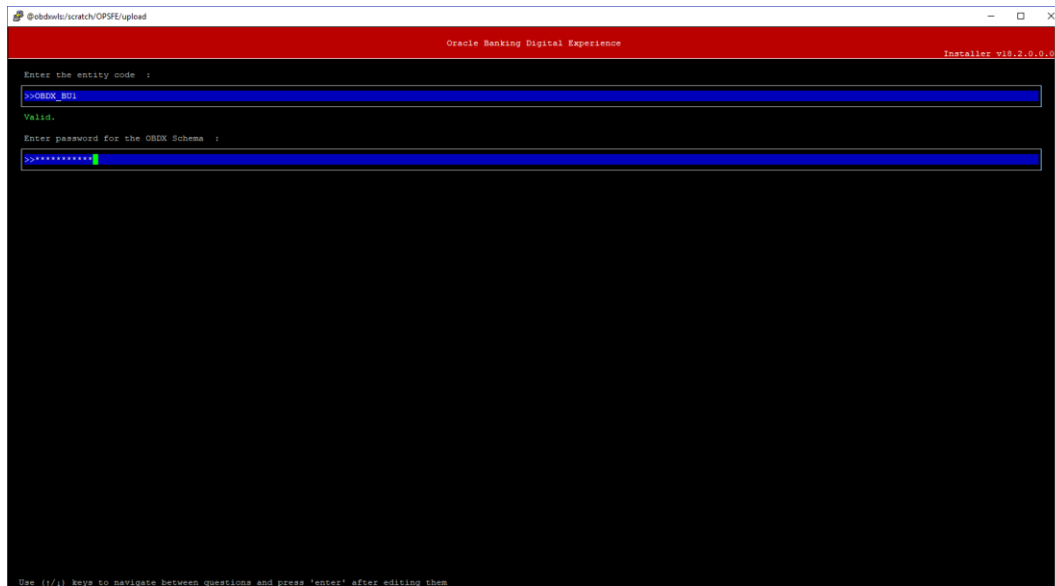 @obdxwls:/scratch/OPSFE/upload
Oracle Banking Digital Experience
Installer v18.2.0.0.0
Enter the entity code :
>>OBDX_BU1
Valid.
Enter password for the OBDX Schema :
>>***********
Use (↑/↓) keys to navigate between questions and press 'enter' after editing them